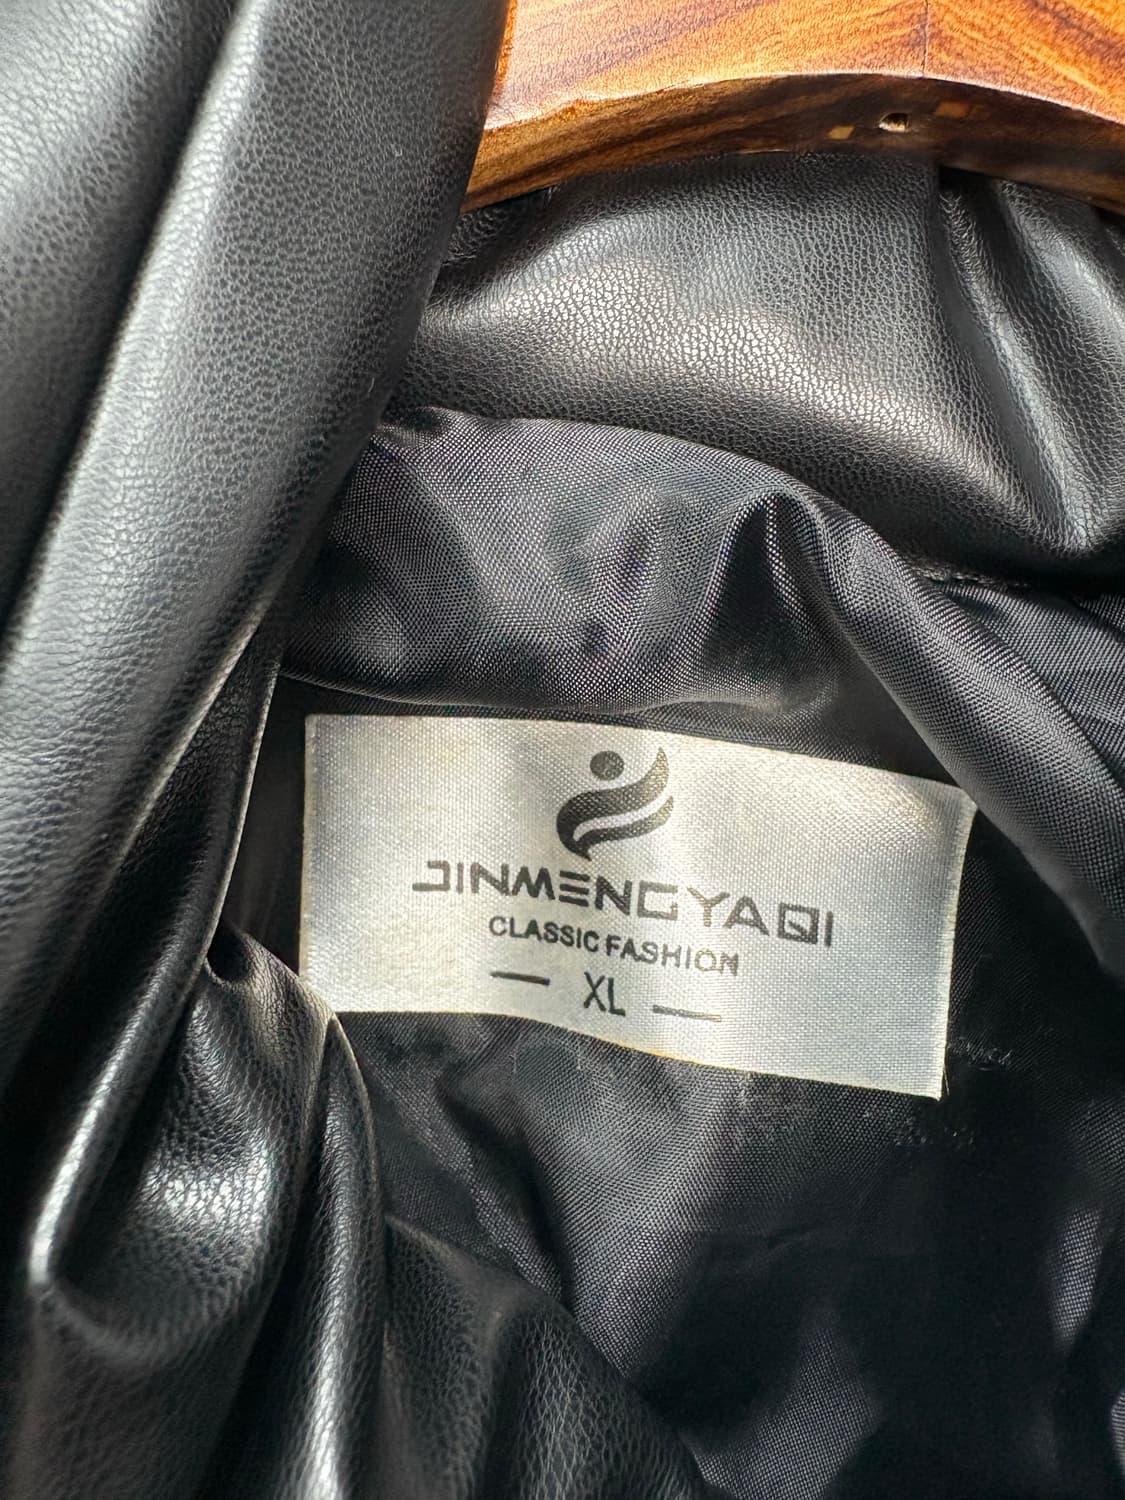 JINMENGYAQI
CLASSIC FASHION
— XL —